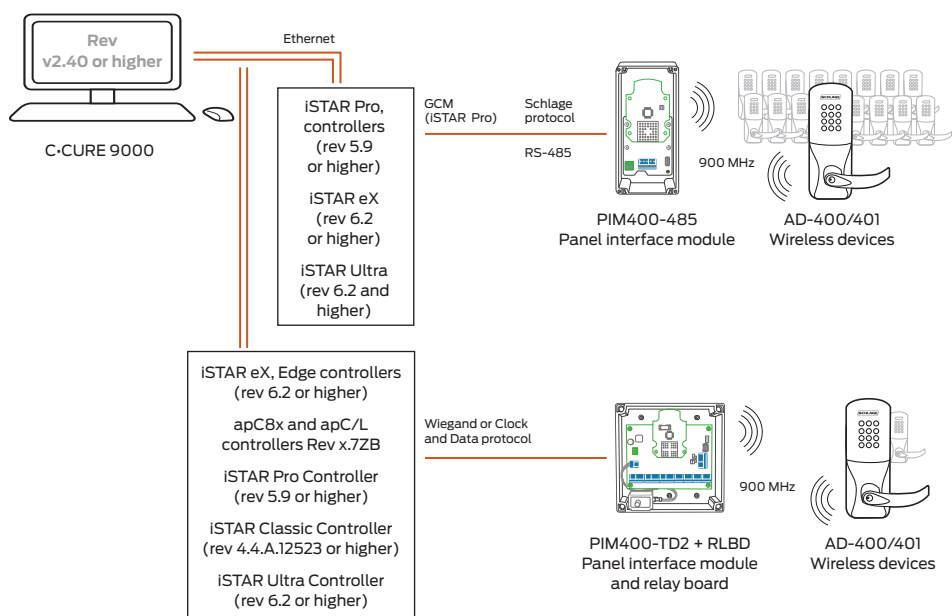 Rev
v2.40 or higher
C•CURE 9000
Ethernet
iSTAR Pro,
controllers
(rev 5.9
or higher)
iSTAR eX
(rev 6.2
or higher)
iSTAR Ultra
(rev 6.2 and
higher)
GCM
(iSTAR Pro)
Schlage
protocol
RS-485
900 MHz
SCHLAGE
PIM400-485
Panel interface module
AD-400/401
Wireless devices
iSTAR eX, Edge controllers
(rev 6.2 or higher)
apC8x and apC/L
controllers Rev x.7ZB
iSTAR Pro Controller
(rev 5.9 or higher)
iSTAR Classic Controller
(rev 4.4.A.12523 or higher)
iSTAR Ultra Controller
(rev 6.2 or higher)
Wiegand or Clock
and Data protocol
900 MHz
SCHLAGE
PIM400-TD2 + RLBD
Panel interface module
and relay board
AD-400/401
Wireless devices